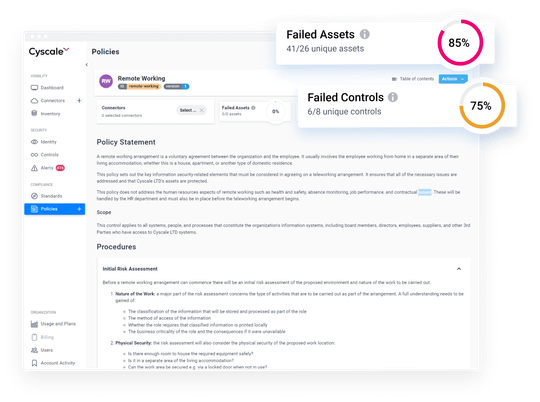 Cyscale
Policies
Failed Assets
41/26 unique assets
85%
Failed Controls
6/8 unique controls
75%
VISIBILITY
Dashboard
Connectors
Inventory
SECURITY
Identity
Controls
Alerts
COMPLIANCE
Standards
Policies
ORGANIZATION
Usage and Plans
Billing
Users
Account Activity
RW
Remote Working
ID remote-working version 1
Table of contents
Actions
Connectors
0 selected connectors
Select ...
Failed Assets
0/0 assets
0%
Policy Statement
A remote working arrangement is a voluntary agreement between the organization and the employee. It usually involves the employee working from home in a separate area of their
living accommodation, whether this is a house, apartment, or another type of domestic residence.
This policy sets out the key information security-related elements that must be considered in agreeing on a teleworking arrangement. It ensures that all of the necessary issues are
addressed and that Cyscale LTD's assets are protected.
This policy does not address the human resources aspects of remote working such as health and safety, absence monitoring, job performance, and contractual issues. These will be
handled by the HR department and must also be in place before the teleworking arrangement begins.
Scope
This control applies to all systems, people, and processes that constitute the organization's information systems, including board members, directors, employees, suppliers, and other 3rd
Parties who have access to Cyscale LTD systems.
Procedures
Initial Risk Assessment
Before a remote working arrangement can commence there will be an initial risk assessment of the proposed environment and nature of the work to be carried out.
1. Nature of the Work: a major part of the risk assessment concerns the type of activities that are to be carried out as part of the arrangement. A full understanding needs to be
gained of:
The classification of the information that will be stored and processed as part of the role
The method of access of the information
Whether the role requires that classified information is printed locally
The business criticality of the role and the consequences if it were unavailable
2. Physical Security: the risk assessment will also consider the physical security of the proposed work location:
Is there enough room to house the required equipment safely?
Is it in a separate area of the living accommodation?
Can the work area be secured e.g. via a locked door when not in use?